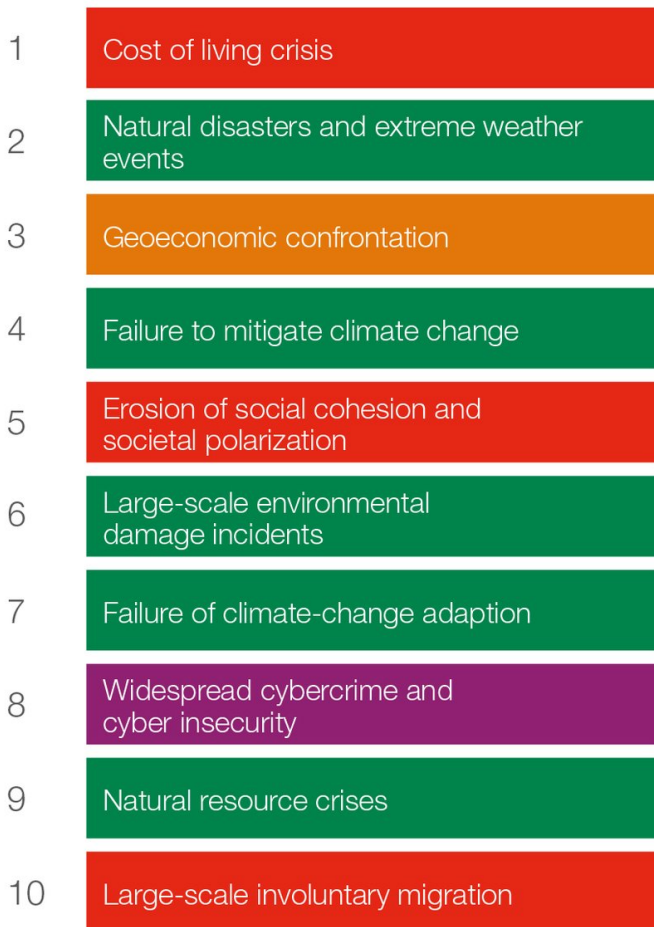 1
Cost of living crisis
2
Natural disasters and extreme weather
events
3
Geoeconomic confrontation
4
Failure to mitigate climate change
5
Erosion of social cohesion and
societal polarization
6
Large-scale environmental
damage incidents
7
Failure of climate-change adaption
8
Widespread cybercrime and
cyber insecurity
9
Natural resource crises
10
Large-scale involuntary migration